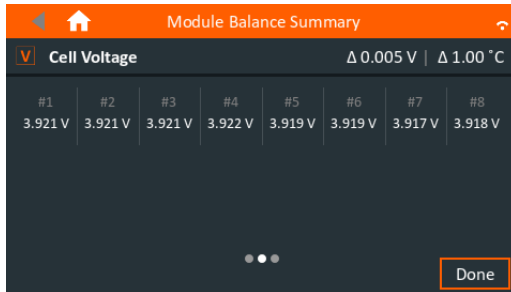 Module Balance Summary
V Cell Voltage Δ 0.005 V | Δ 1.00 ˚C
#1 #2 #3 #4 #5 #6 #7 #8
3.921 V 3.921 V 3.921 V 3.922 V 3.919 V 3.919 V 3.917 V 3.918 V
Done